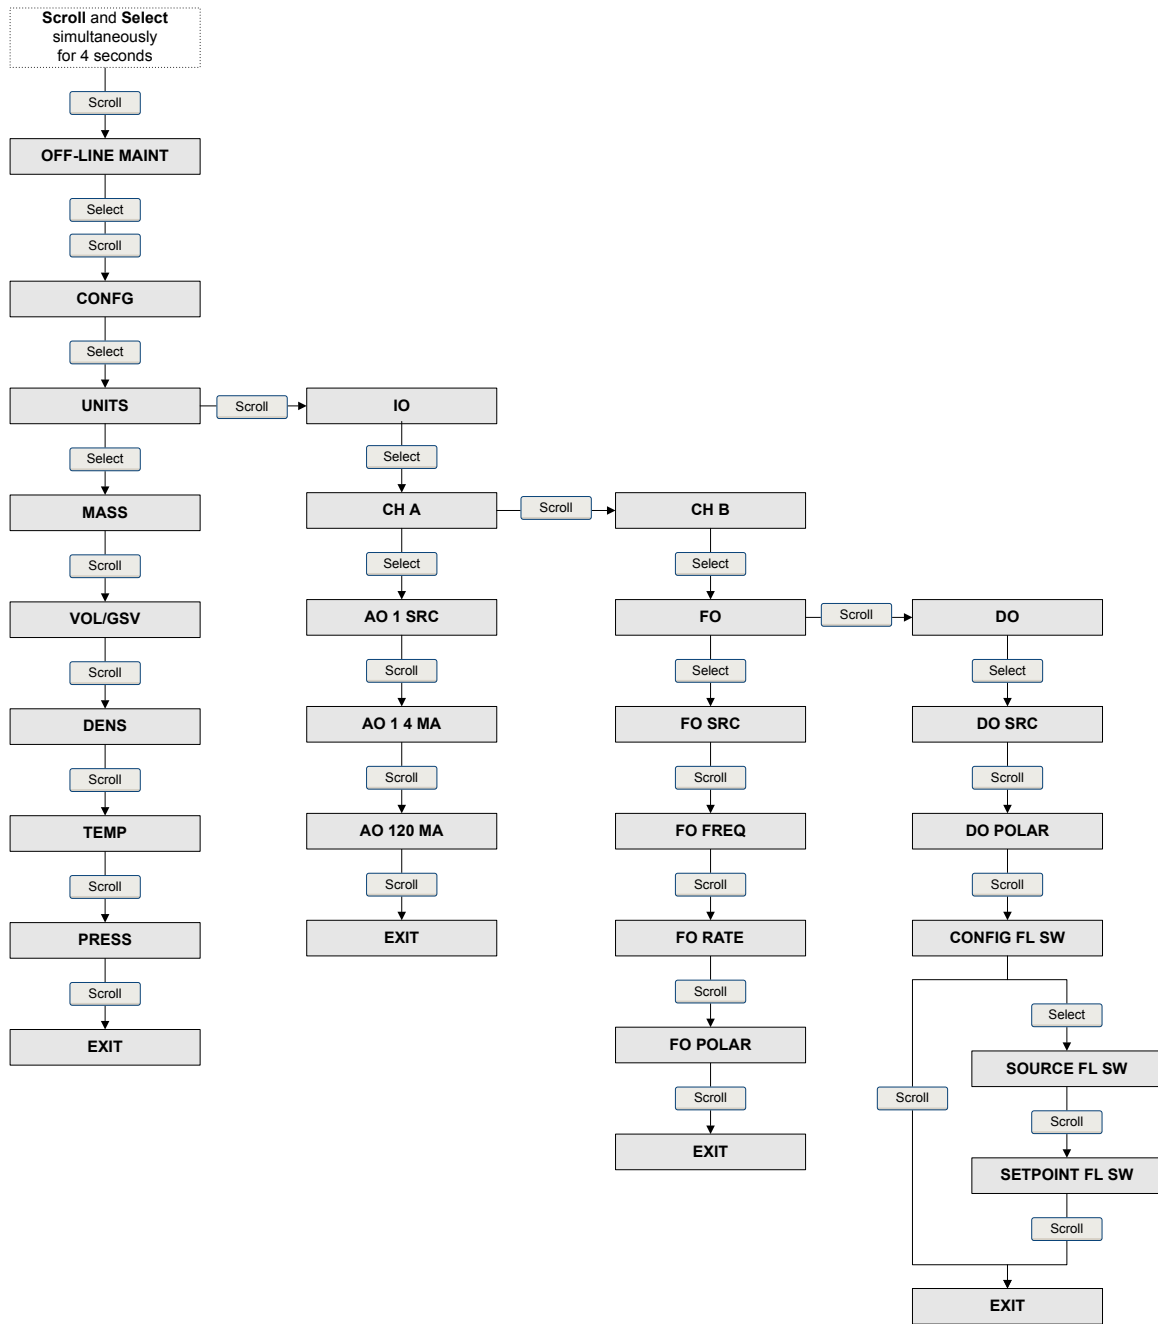 Scroll and Select
simultaneously
for 4 seconds
Scroll
OFF-LINE MAINT
Select
Scroll
CONFG
Select
UNITS
Scroll
IO
Select
MASS
Scroll
VOL/GSV
Scroll
DENS
Scroll
TEMP
Scroll
PRESS
Scroll
EXIT
Select
CH A
Scroll
CH B
Select
AO 1 SRC
Scroll
AO 1 4 MA
Scroll
AO 120 MA
Scroll
EXIT
Select
FO
Scroll
DO
Select
FO SRC
Scroll
FO FREQ
Scroll
FO RATE
Scroll
FO POLAR
Scroll
EXIT
Select
DO SRC
Scroll
DO POLAR
Scroll
CONFIG FL SW
Select
SOURCE FL SW
Scroll
Scroll
SETPOINT FL SW
Scroll
EXIT